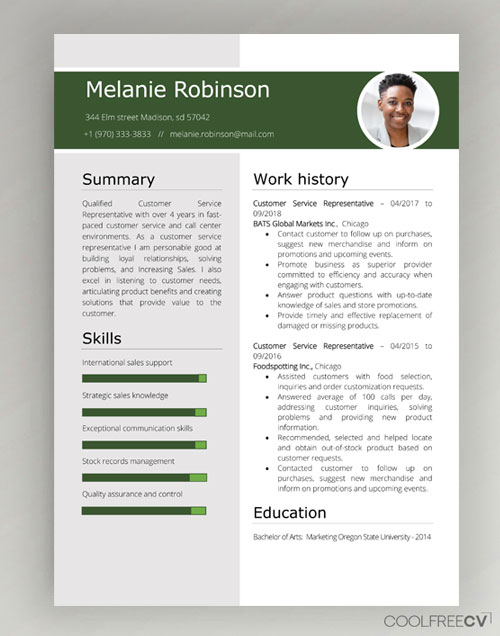 Melanie Robinson
344 Elm street Madison, sd 57042
+1 (970) 333-3833 // melanie.robinson@mail.com
Summary
Qualified Customer Service
Representative with over 4 years in fast-
paced customer service and call center
environments. As a customer service
representative I am personable good at
building loyal relationships, solving
problems, and Increasing Sales. I also
excel in listening to customer needs,
articulating product benefits and creating
solutions that provide value to the
customer.
Skills
International sales support
Strategic sales knowledge
Exceptional communication skills
Stock records management
Quality assurance and control
Work history
Customer Service Representative – 04/2017 to
09/2018
BATS Global Markets Inc., Chicago
• Contact customer to follow up on purchases,
suggest new merchandise and inform on
promotions and upcoming events.
• Promote business as superior provider
committed to efficiency and accuracy when
engaging with customers.
• Answer product questions with up-to-date
knowledge of sales and store promotions.
• Provide timely and effective replacement of
damaged or missing products.
Customer Service Representative – 04/2015 to
09/2016
Foodspotting Inc., Chicago
• Assisted customers with food selection,
inquiries and order customization requests.
• Answered average of 100 calls per day,
addressing customer inquiries, solving
problems and providing new product
information.
• Recommended, selected and helped locate
and obtain out-of-stock product based on
customer requests.
• Contacted customer to follow up on
purchases, suggest new merchandise and
inform on promotions and upcoming events.
Education
Bachelor of Arts: Marketing Oregon State University - 2014
COOLFREECV